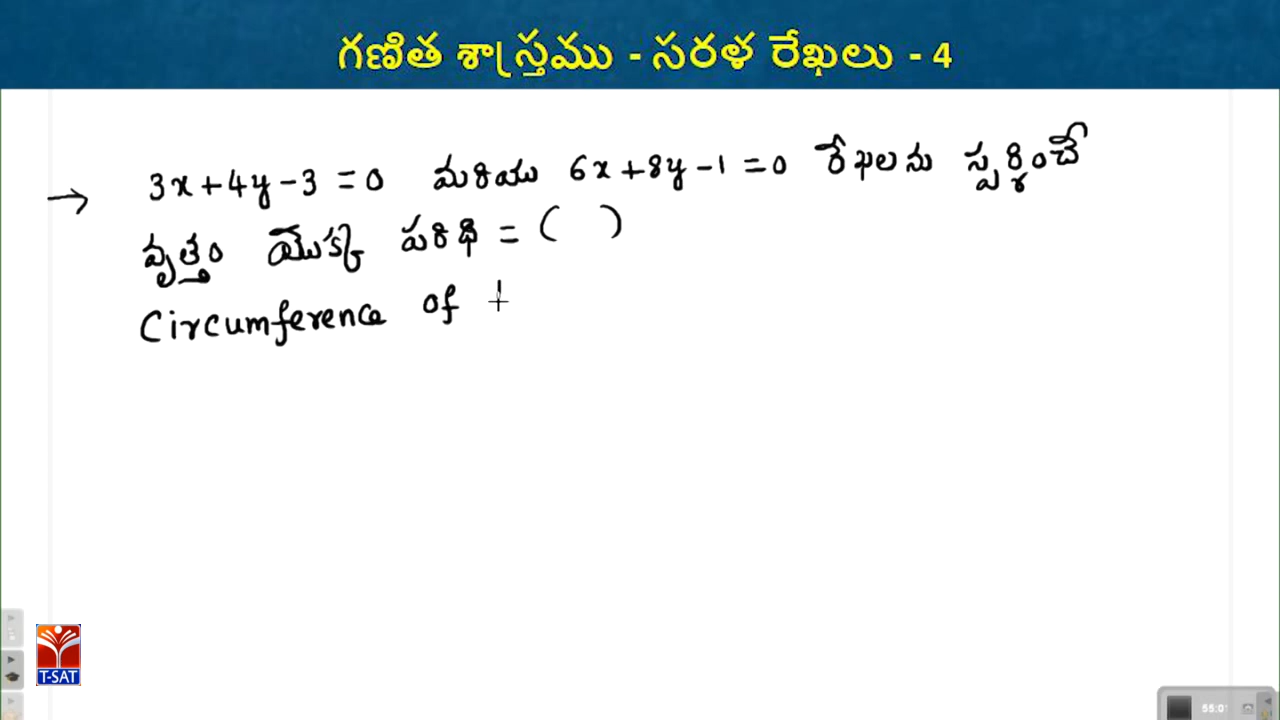 గణిత శాస్త్రము - సరళ రేఖలు - 4
→ 3x+4y-3=0 మరియు 6x+8y-1=0 రేఖలను స్పర్శించే
వృత్తం యొక్క పరిధి = ( )
Circumference of t
T-SAT